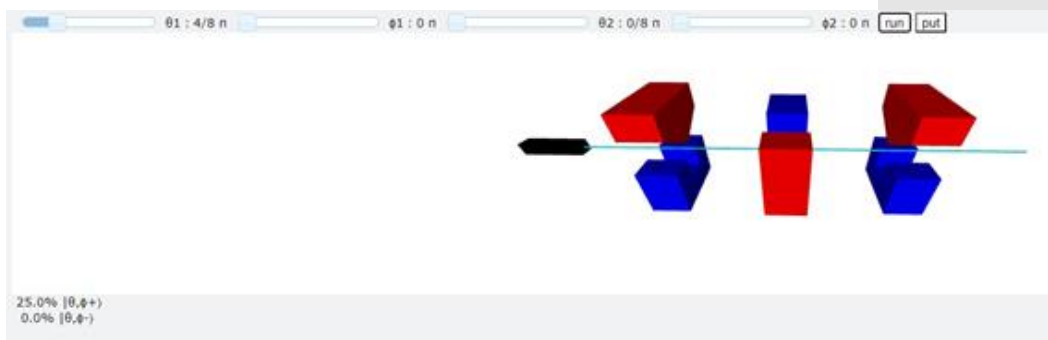 θ1 : 4/8 n ϕ1 : 0 n θ2 : 0/8 n ϕ2 : 0 n run put
25.0% |θ,ϕ+⟩
0.0% |θ,ϕ-⟩